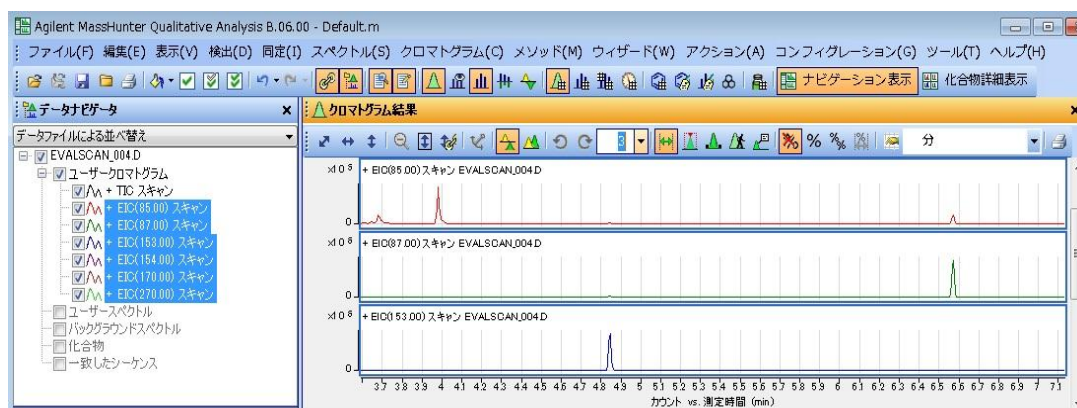 Agilent MassHunter Qualitative Analysis B.06.00 - Default.m
ファイル(F) 編集(E) 表示(V) 検出(D) 同定(I) スペクトル(S) クロマトグラム(C) メソッド(M) ウィザード(W) アクション(A) コンフィグレーション(G) ツール(T) ヘルプ(H)
ナビゲーション表示 化合物詳細表示
データナビゲータ
データファイルによる並べ替え
EVALSCAN_004.D
ユーザークロマトグラム
+ TIC スキャン
+ EIC(85.00) スキャン
+ EIC(87.00) スキャン
+ EIC(153.00) スキャン
+ EIC(154.00) スキャン
+ EIC(170.00) スキャン
+ EIC(270.00) スキャン
ユーザースペクトル
バックグラウンドスペクトル
化合物
一致したシーケンス
クロマトグラム結果
3 % 分
+ EIC(85.00) スキャン EVALSCAN_004.D
0
+ EIC(87.00) スキャン EVALSCAN_004.D
0
+ EIC(153.00) スキャン EVALSCAN_004.D
0
3.7 3.8 3.9 4 4.1 4.2 4.3 4.4 4.5 4.6 4.7 4.8 4.9 5 5.1 5.2 5.3 5.4 5.5 5.6 5.7 5.8 5.9 6 6.1 6.2 6.3 6.4 6.5 6.6 6.7 6.8 6.9 7 7.1
カウント vs. 測定時間 (min)